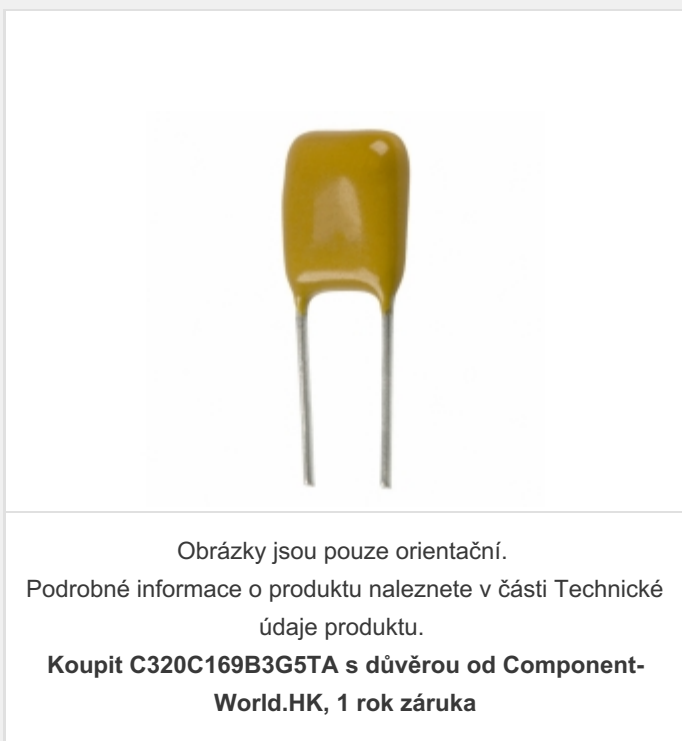 Obrázky jsou pouze orientační.
Podrobné informace o produktu naleznete v části Technické
údaje produktu.
Koupit C320C169B3G5TA s důvěrou od Component-
World.HK, 1 rok záruka